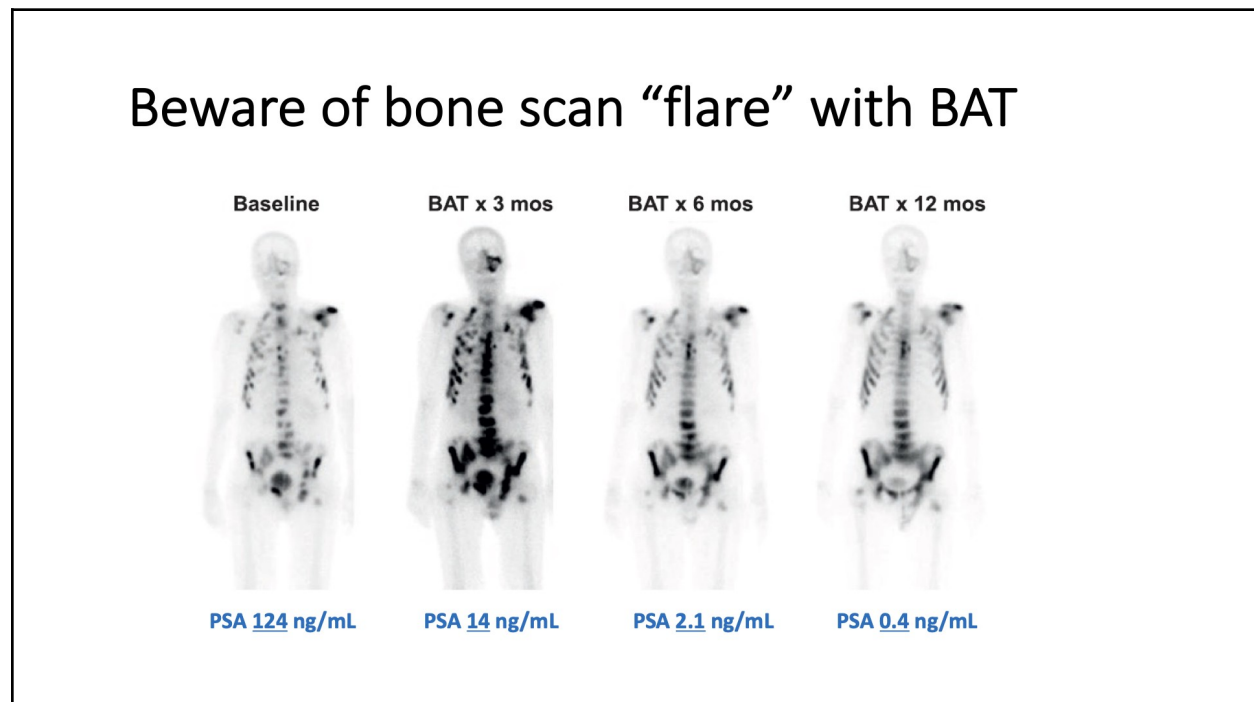 Beware of bone scan “flare” with BAT
Baseline
BAT x 3 mos
BAT x 6 mos
BAT x 12 mos
PSA 124 ng/mL
PSA 14 ng/mL
PSA 2.1 ng/mL
PSA 0.4 ng/mL